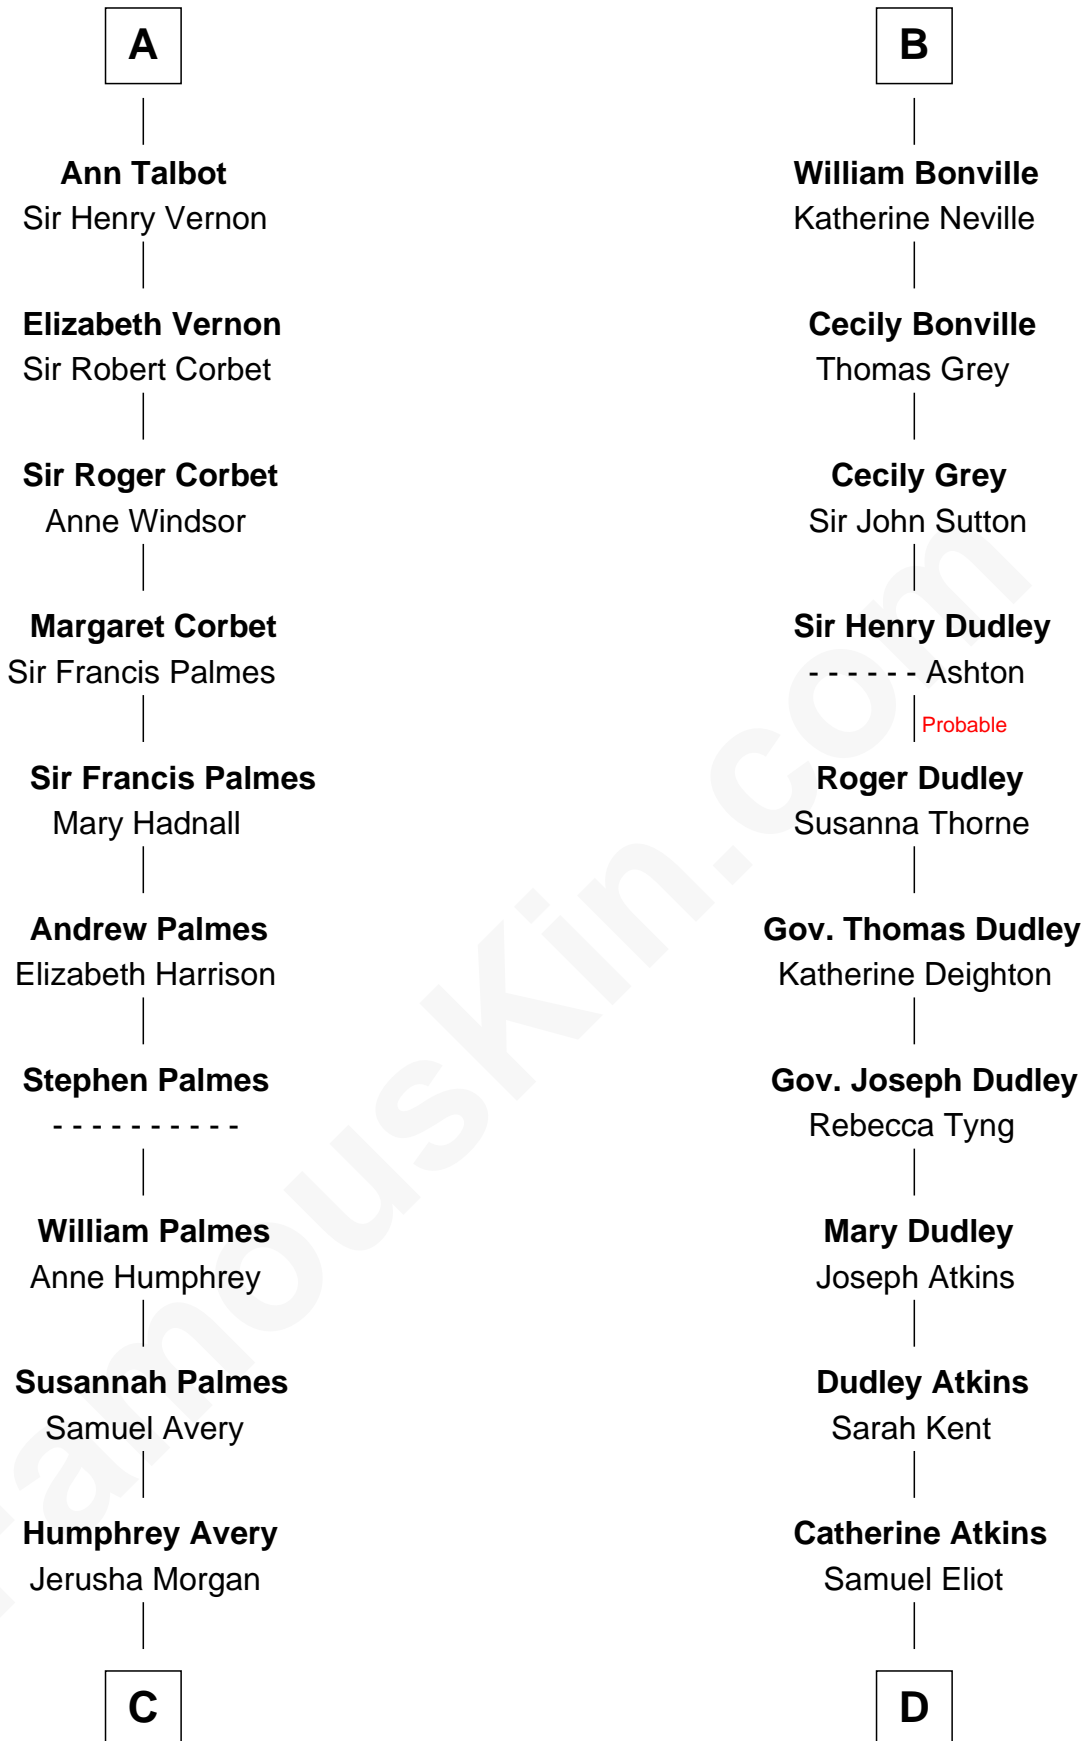 A
Ann Talbot
Sir Henry Vernon
Elizabeth Vernon
Sir Robert Corbet
Sir Roger Corbet
Anne Windsor
Margaret Corbet
Sir Francis Palmes
Sir Francis Palmes
Mary Hadnall
Andrew Palmes
Elizabeth Harrison
Stephen Palmes
- - - - - - - - - -
William Palmes
Anne Humphrey
Susannah Palmes
Samuel Avery
Humphrey Avery
Jerusha Morgan
C
B
William Bonville
Katherine Neville
Cecily Bonville
Thomas Grey
Cecily Grey
Sir John Sutton
Sir Henry Dudley
- - - - - - Ashton
Probable
Roger Dudley
Susanna Thorne
Gov. Thomas Dudley
Katherine Deighton
Gov. Joseph Dudley
Rebecca Tyng
Mary Dudley
Joseph Atkins
Dudley Atkins
Sarah Kent
Catherine Atkins
Samuel Eliot
D
FamousKin.com